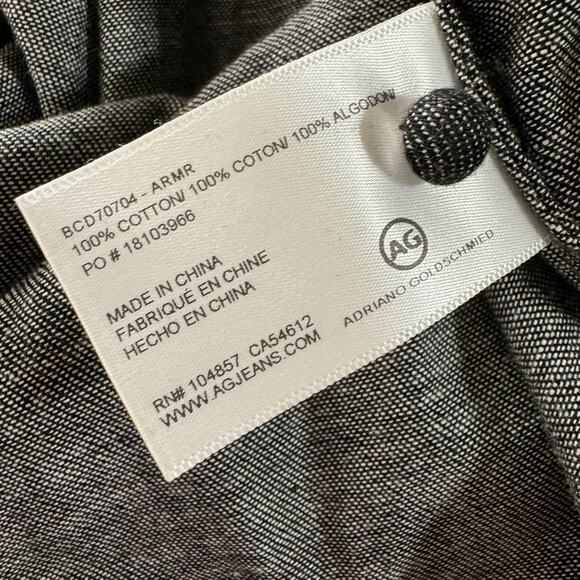 BCD70704 - ARMR
100% COTTON/ 100% COTON/ 100% ALGODON/
PO # 18103966
MADE IN CHINA
FABRIQUE EN CHINE
HECHO EN CHINA
RN# 104857 CA54612
WWW.AGJEANS.COM
AG
ADRIANO GOLDSCHMIED